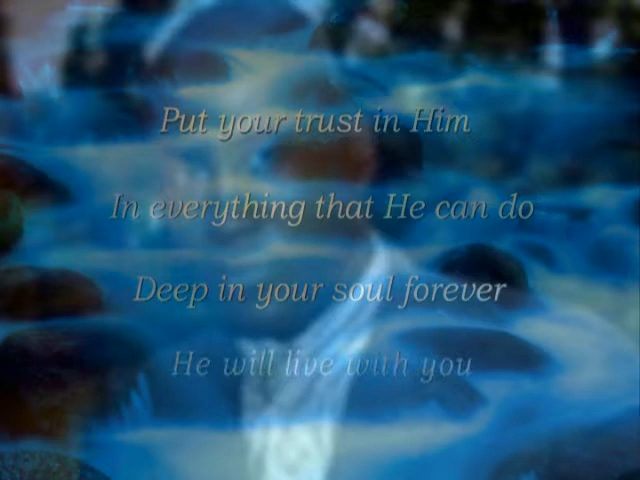 Put your trust in Him
In everything that He can do
Deep in your soul forever
He will live with you